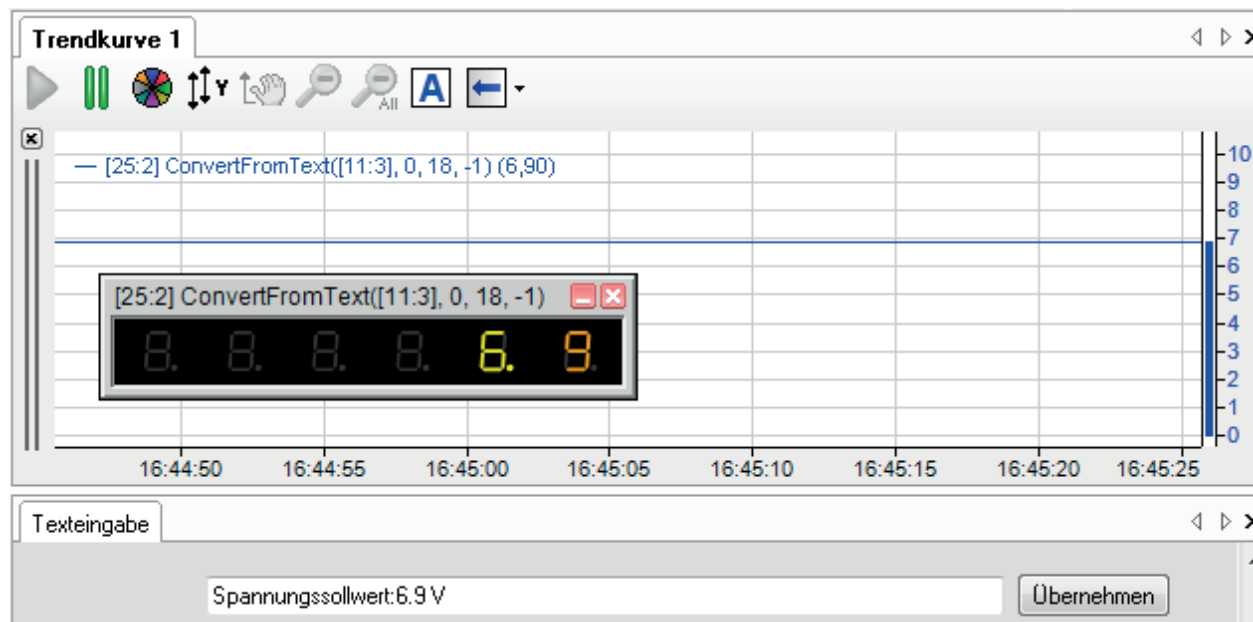 Trendkurve 1
Y
All
A
[25:2] ConvertFromText([11:3], 0, 18, -1) (6,90)
10
9
8
7
6
5
4
3
2
1
0
[25:2] ConvertFromText([11:3], 0, 18, -1)
6.9
16:44:50 16:44:55 16:45:00 16:45:05 16:45:10 16:45:15 16:45:20 16:45:25
Texteingabe
Spannungssollwert:6.9 V
Übernehmen